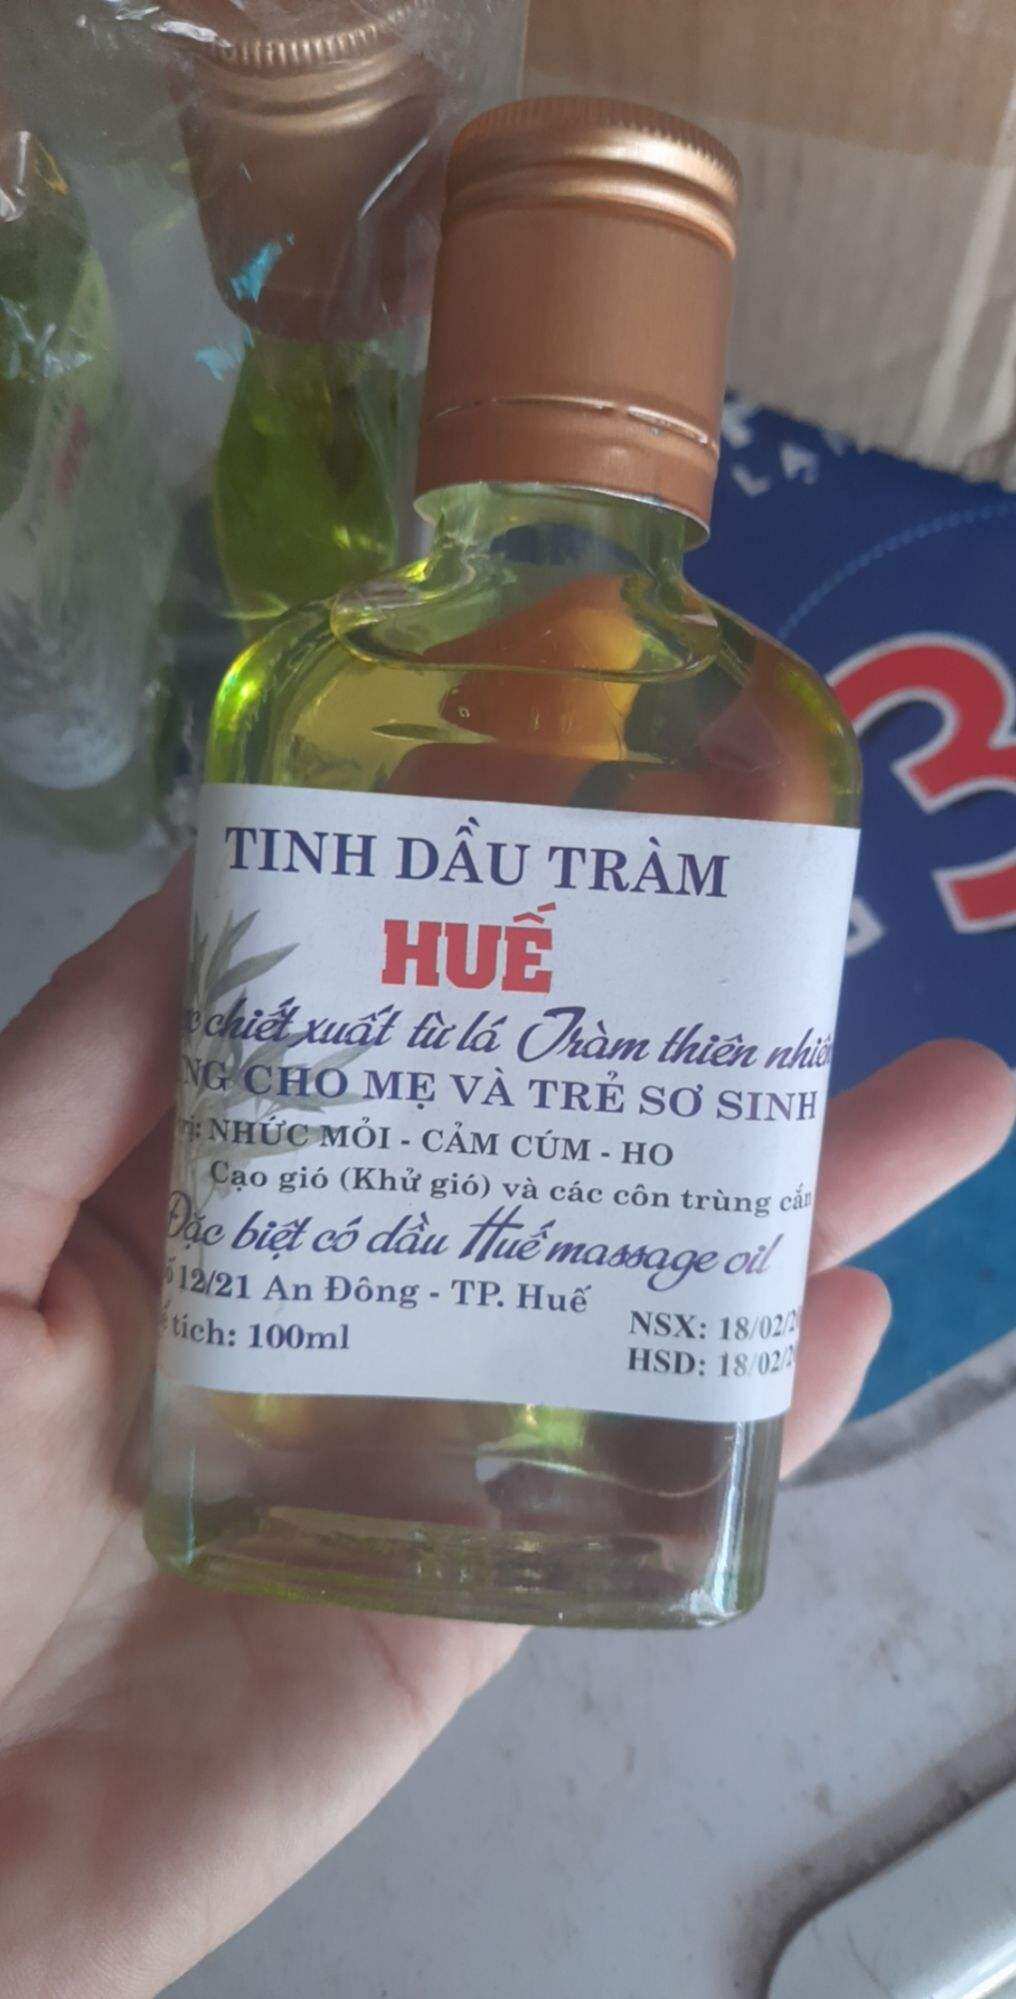 TINH DẦU TRÀM
HUẾ
chiết xuất từ lá Tràm thiên nhiên
CHO MẸ VÀ TRẺ SƠ SINH
NHỨC MỎI - CẢM CÚM - HO
Cạo gió (Khử gió) và các côn trùng cắn
Đặc biệt có dầu Huế massage oil
12/21 An Đông - TP. Huế
tích: 100ml
NSX: 18/02/
HSD: 18/02/
3